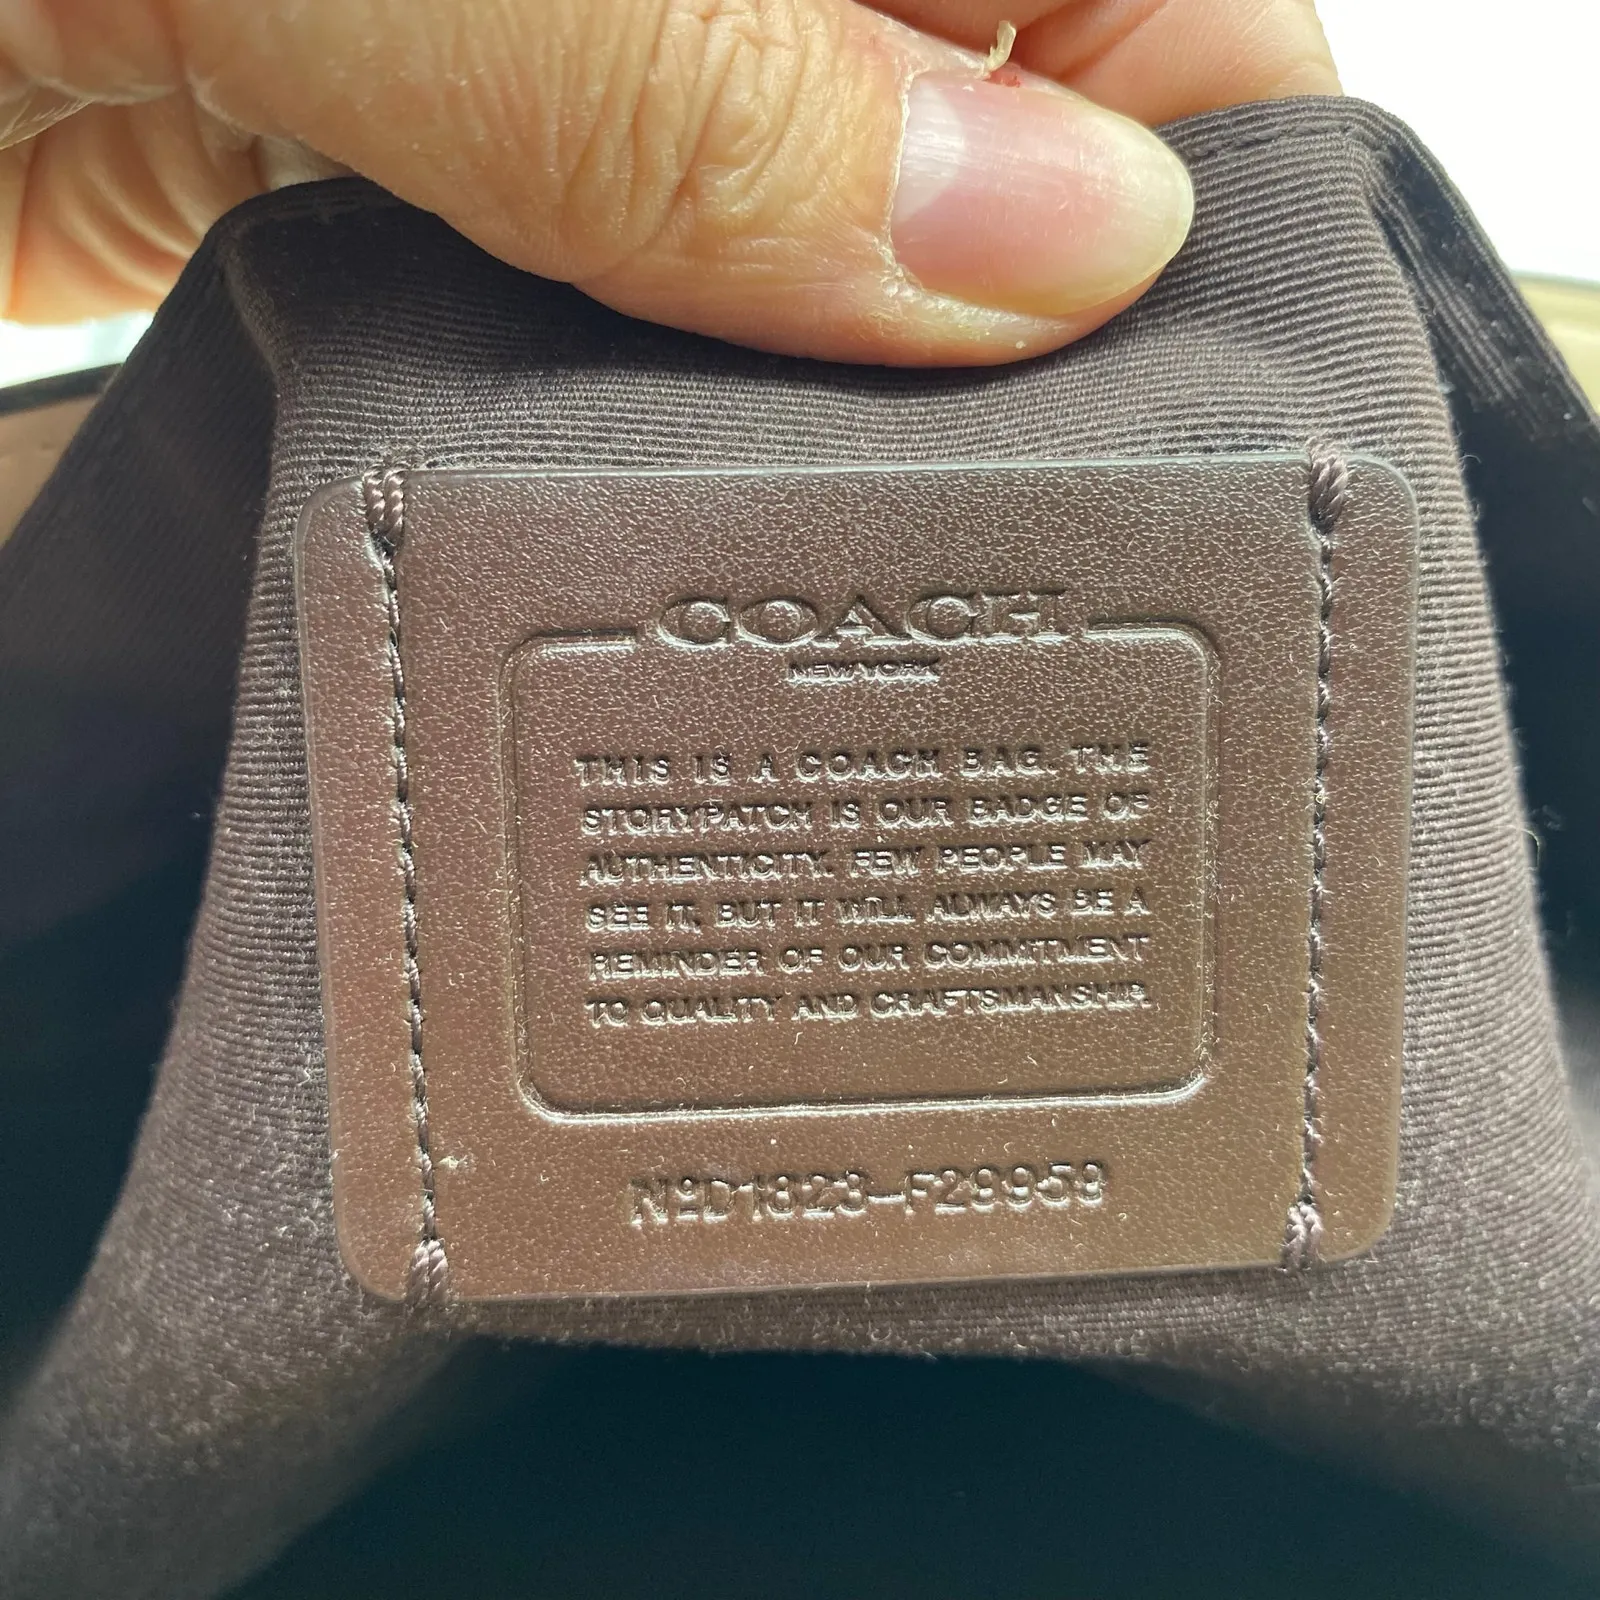 COACH
NEW YORK
THIS IS A COACH BAG. THE
STORYPATCH IS OUR BADGE OF
AUTHENTICITY. FEW PEOPLE MAY
SEE IT, BUT IT WILL ALWAYS BE A
REMINDER OF OUR COMMITMENT
TO QUALITY AND CRAFTSMANSHIP.
NºD1823-F29958